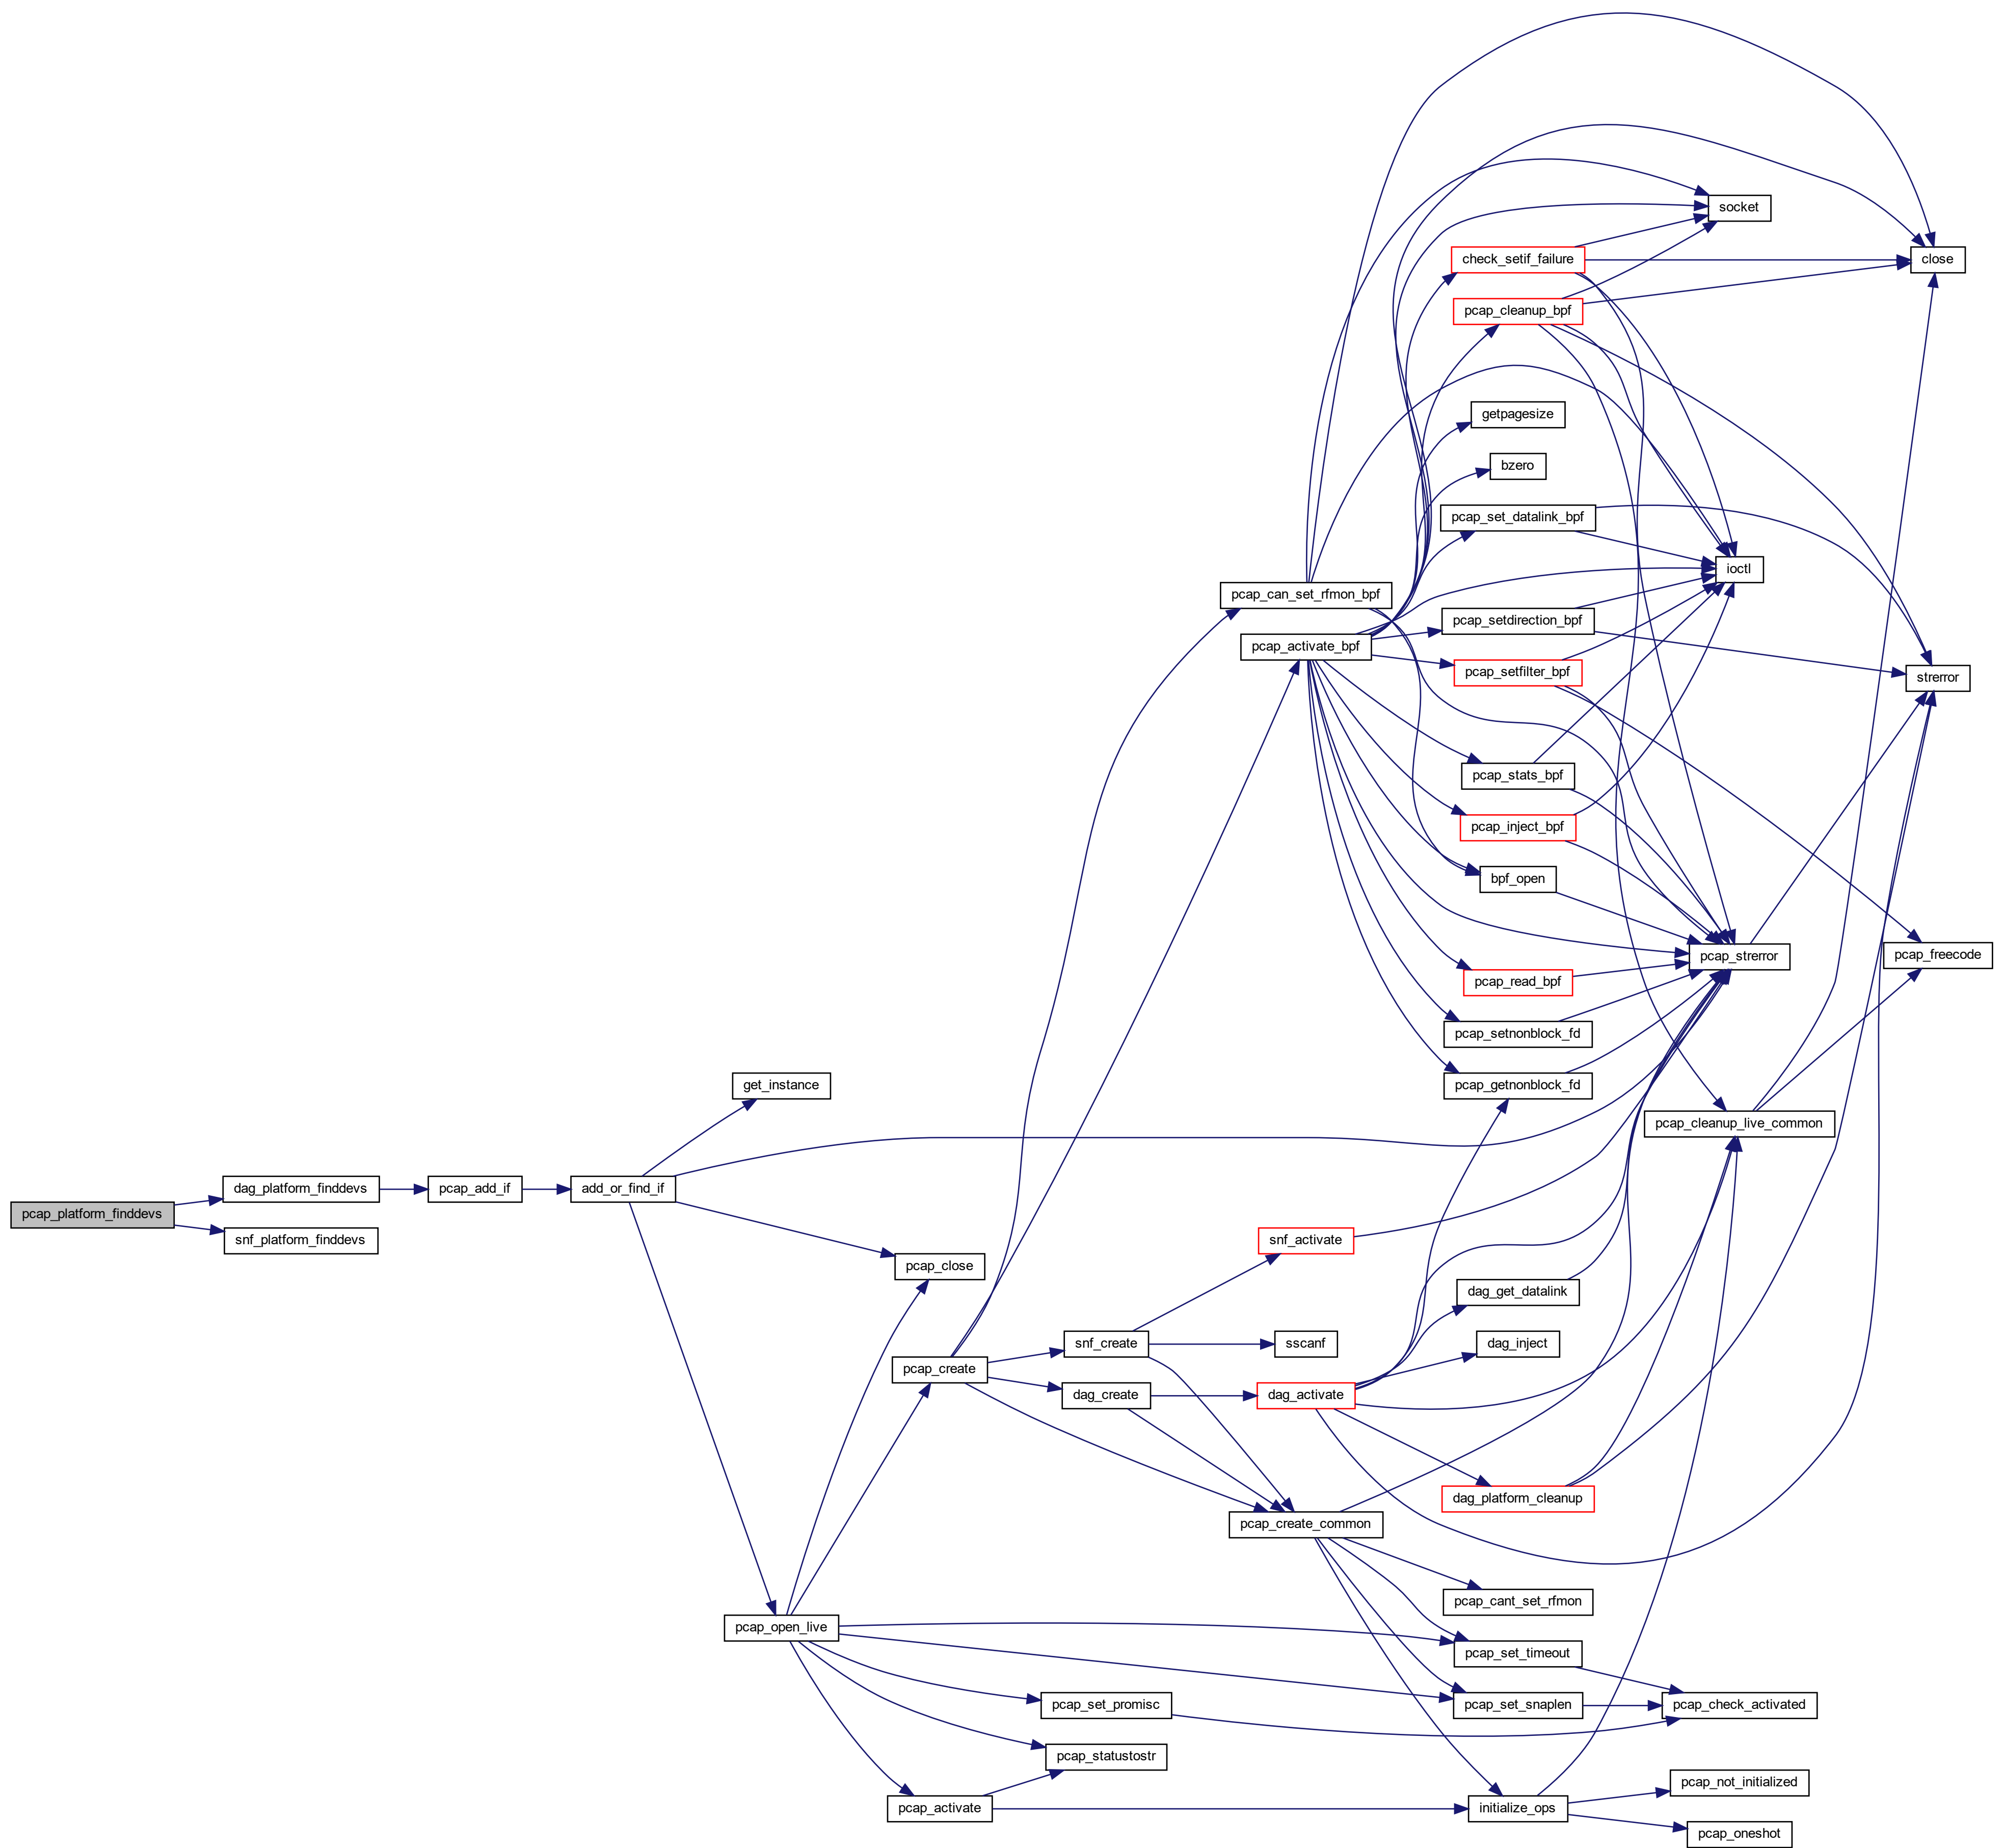 socket
check_setif_failure
close
pcap_cleanup_bpf
getpagesize
bzero
pcap_set_datalink_bpf
ioctl
pcap_can_set_rfmon_bpf
pcap_setdirection_bpf
pcap_activate_bpf
pcap_setfilter_bpf
strerror
pcap_stats_bpf
pcap_inject_bpf
bpf_open
pcap_strerror
pcap_freecode
pcap_read_bpf
pcap_setnonblock_fd
get_instance
pcap_getnonblock_fd
pcap_cleanup_live_common
dag_platform_finddevs
pcap_add_if
add_or_find_if
pcap_platform_finddevs
snf_platform_finddevs
snf_activate
pcap_close
dag_get_datalink
snf_create
sscanf
dag_inject
pcap_create
dag_create
dag_activate
dag_platform_cleanup
pcap_create_common
pcap_cant_set_rfmon
pcap_open_live
pcap_set_timeout
pcap_set_promisc
pcap_set_snaplen
pcap_check_activated
pcap_statustostr
pcap_not_initialized
pcap_activate
initialize_ops
pcap_oneshot